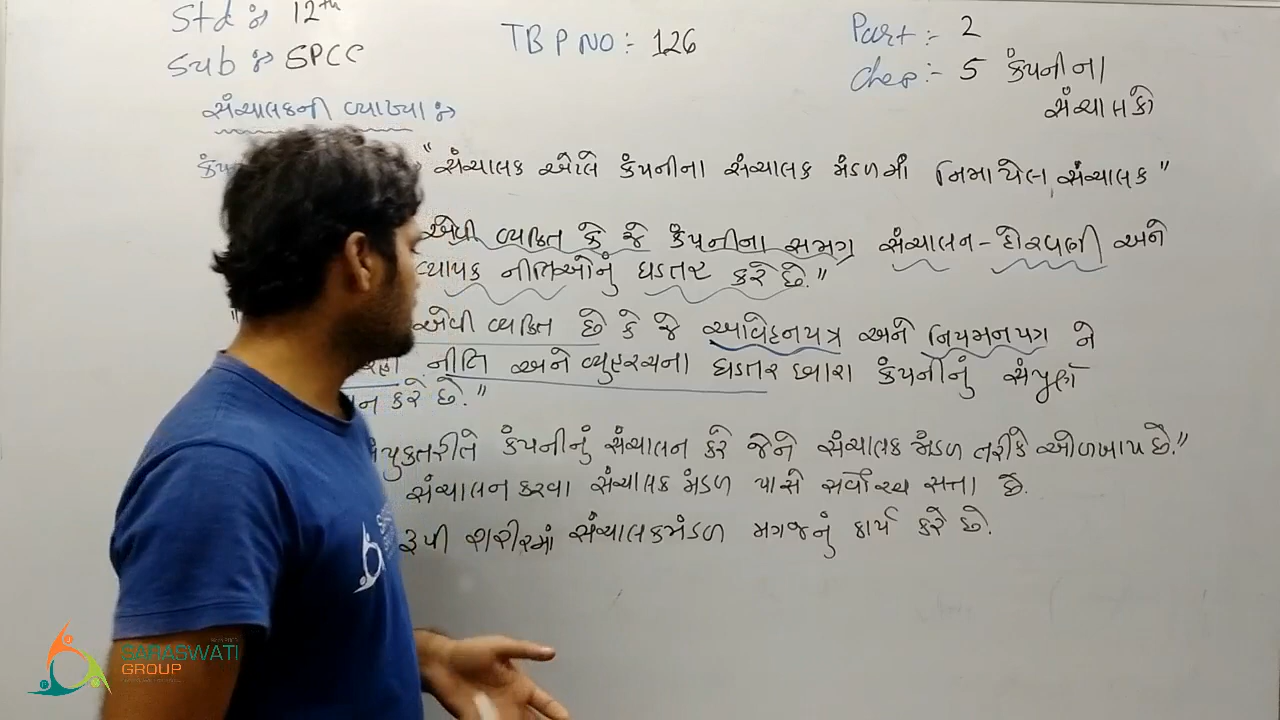 Std :- 12th
Sub :- SPCC
TB P NO :- 126
Part :- 2
Chap :- 5 કંપનીના
સંચાલકો
સંચાલકની વ્યાખ્યા :-
"સંચાલક એટલે કંપનીના સંચાલક મંડળમાં નિમાયેલ સંચાલક"
એવી વ્યક્તિ કે જે કંપનીના સમગ્ર સંચાલન - દોરવણી અને
વ્યાપક નીતિઓનું ઘડતર કરે છે."
એવી વ્યક્તિ છે કે જે આવેદનપત્ર અને નિયમનપત્ર ને
નીતિ અને વ્યુહરચના ઘડતર દ્વારા કંપનીનું સંપુર્ણ
ન કરે છે."
યુક્તરીતે કંપનીનું સંચાલન કરે જેને સંચાલક મંડળ તરીકે ઓળખાય છે."
સંચાલન કરવા સંચાલક મંડળ પાસે સર્વોચ્ચ સત્તા છે.
રૂપી શરીરમાં સંચાલકમંડળ મગજનું કાર્ય કરે છે.
SARASWATI
GROUP